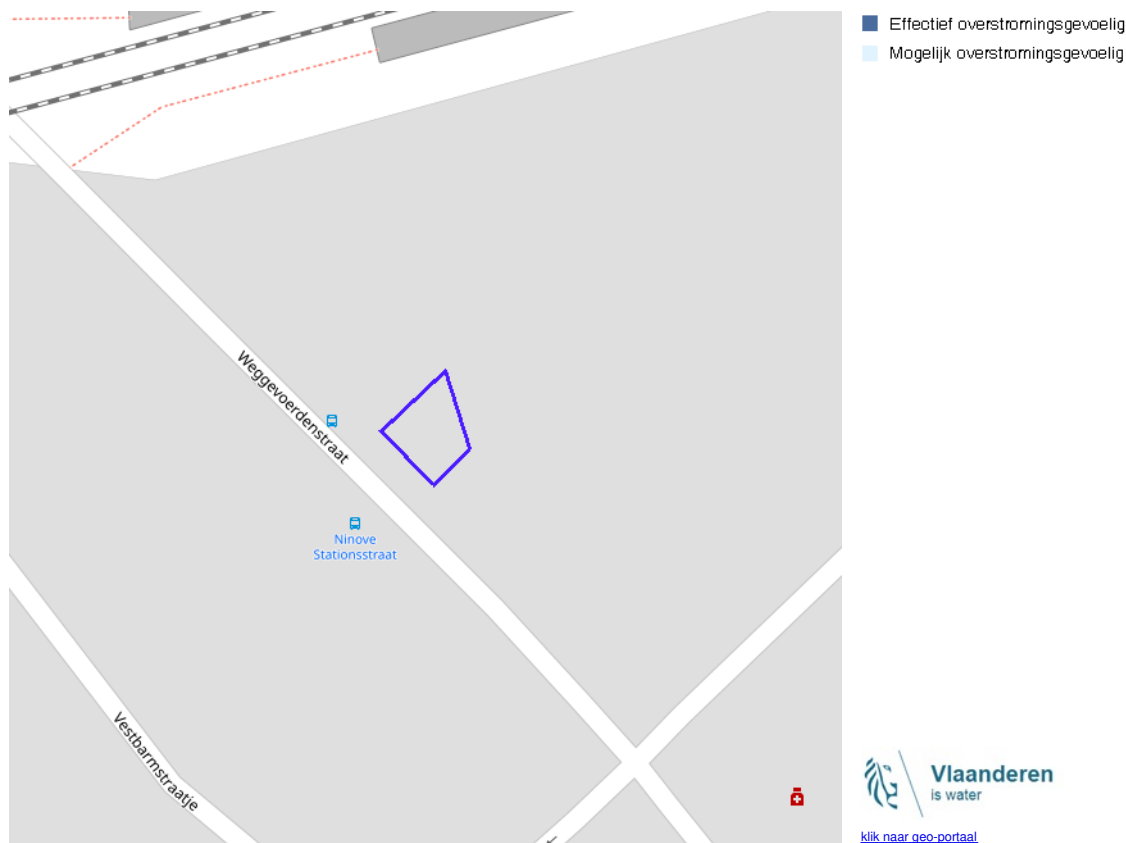 Effectief overstromingsgevoelig
Mogelijk overstromingsgevoelig
Weggevoerdenstraat
Ninove
Stationsstraat
Vestbarmstraatje
Vlaanderen
is water
klik naar geo-portaal